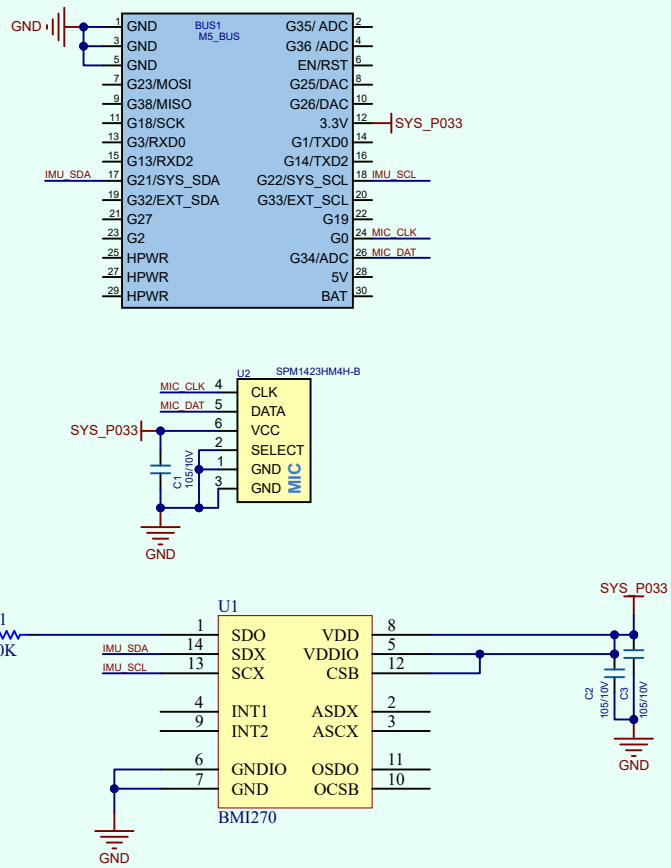 BUS1
M5_BUS
GND
1 GND G35/ ADC 2
3 GND G36 /ADC 4
5 GND EN/RST 6
7 G23/MOSI G25/DAC 8
9 G38/MISO G26/DAC 10
11 G18/SCK 3.3V 12 SYS_P033
13 G3/RXD0 G1/TXD0 14
15 G13/RXD2 G14/TXD2 16
IMU_SDA 17 G21/SYS_SDA G22/SYS_SCL 18 IMU_SCL
19 G32/EXT_SDA G33/EXT_SCL 20
21 G27 G19 22
23 G2 G0 24 MIC_CLK
25 HPWR G34/ADC 26 MIC_DAT
27 HPWR 5V 28
29 HPWR BAT 30
U2 SPM1423HM4H-B
MIC_CLK 4 CLK
MIC_DAT 5 DATA
SYS_P033 6 VCC
2 SELECT
1 GND
3 GND
MIC
C1
105/10V
GND
U1
1 SDO VDD 8
IMU_SDA 14 SDX VDDIO 5
IMU_SCL 13 SCX CSB 12
4 INT1 ASDX 2
9 INT2 ASCX 3
6 GNDIO OSDO 11
7 GND OCSB 10
BMI270
GND
SYS_P033
C2
105/10V
C3
105/10V
GND
1
0K